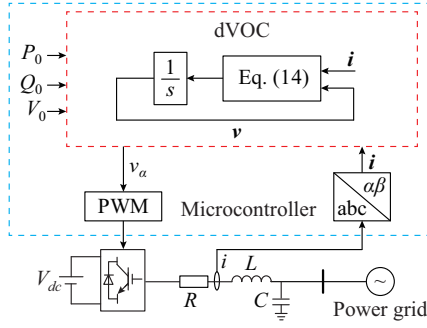 dVOC
P0
Q0
V0
1
s
Eq. (14)
i
v
vα
i
PWM
Microcontroller
αβ
abc
Vdc
R
i
L
C
~
Power grid